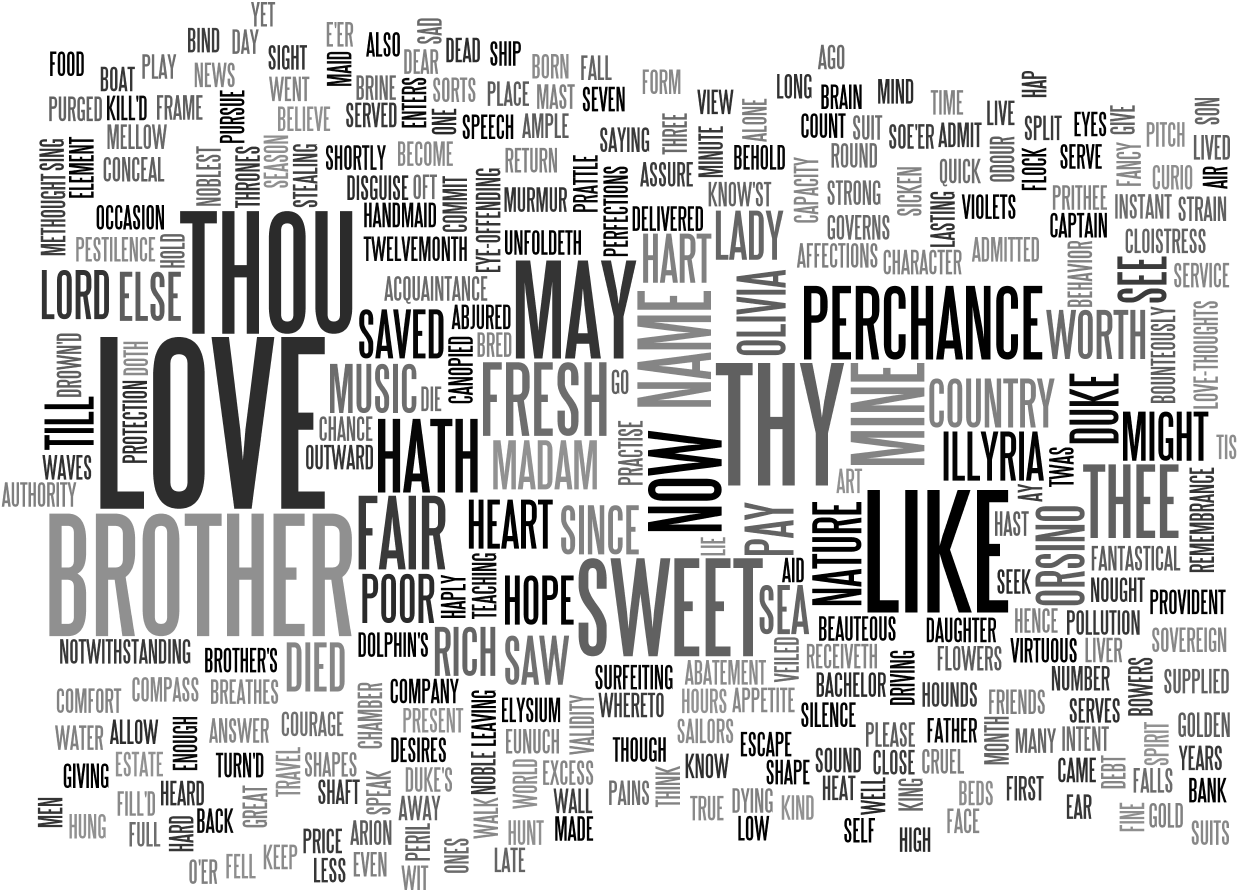 YET
BIND DAY E'ER SAD
FOOD SIGHT MAID ALSO DEAR DEAD SHIP AGO
BOAT PLAY NEWS WENT BRINE SORTS PLACE BORN FALL FORM LONG BRAIN MIND HAP
PURGED KILL'D FRAME PURSUE BELIEVE SERVED ENTERS ONE SPEECH MAST AMPLE SEVEN VIEW ALONE COUNT SUIT TIME LIVE SPLIT EYES GIVE SON
MELLOW SAYING THREE MINUTE SOE'ER ADMIT PITCH
METHOUGHT SING ELEMENT CONCEAL NOBLEST THRONES SEASON STEALING SHORTLY BECOME RETURN PRATTLE PERFECTIONS ASSURE BEHOLD CAPACITY ROUND SICKEN QUICK ODOUR FLOCK SERVE FANCY CURIO LIVED AIR
DISGUISE OFT COMMIT EYE-OFFENDING MURMUR KNOW'ST STRONG LASTING VIOLETS PRITHEE INSTANT STRAIN
OCCASION HANDMAID DELIVERED LADY GOVERNS CAPTAIN
PESTILENCE HOLD THOU TWELVEMONTH UNFOLDETH HART AFFECTIONS CHARACTER ADMITTED BEHAVIOR CLOISTRESS
LORD ELSE ACQUAINTANCE MAY NAME OLIVIA PERCHANCE SEE SERVICE
SAVED ABJURED WORTH BOUNTEOUSLY LOVE-THOUGHTS
DROWN'D DOTH LOVE BRED CANOPIED
MUSIC DIE FRESH GO THY MINE COUNTRY DUKE
TILL PROTECTION CHANCE HATH PRACTISE NOW MIGHT
WAVES OUTWARD MADAM ILLYRIA TWAS TIS
AUTHORITY ART AY THEE REMEMBRANCE
BROTHER FAIR HEART SINCE LIE PAY NATURE LIKE HAST ORSINO FANTASTICAL
POOR HAPLY TEACHING HOPE SWEET AID SEA SEEK NOUGHT PROVIDENT
HENCE POLLUTION
NOTWITHSTANDING BROTHER'S DIED DOLPHIN'S RICH SAW BEAUTEOUS DAUGHTER VIRTUOUS LIVER SOVEREIGN
SURFEITING ABATEMENT VEILED RECEIVETH FLOWERS
COMFORT COMPASS BREATHES COMPANY WHERETO HOURS APPETITE BACHELOR DRIVING HOUNDS FRIENDS NUMBER BOWERS SUPPLIED
WATER ALLOW ENOUGH ANSWER COURAGE CHAMBER PRESENT NOBLE LEAVING ELYSIUM VALIDITY SAILORS SILENCE PLEASE FATHER MONTH SERVES GOLDEN
DESIRES EUNUCH THOUGH ESCAPE CLOSE MANY INTENT SPIRIT
GIVING ESTATE TURN'D TRAVEL SHAPES DUKE'S WORLD EXCESS KNOW SHAPE SOUND CRUEL CAME DEBT YEARS
MEN FILL'D HEARD GREAT SHAFT SPEAK AWAY WALK WALL PAINS THINK HEAT WELL KING BEDS FIRST FALLS BANK
HUNG FULL HARD BACK PRICE ARION PERIL HUNT MADE TRUE DYING KIND FACE EAR FINE GOLD
LOW SELF HIGH SUITS
O'ER FELL KEEP LESS EVEN WIT ONES LATE